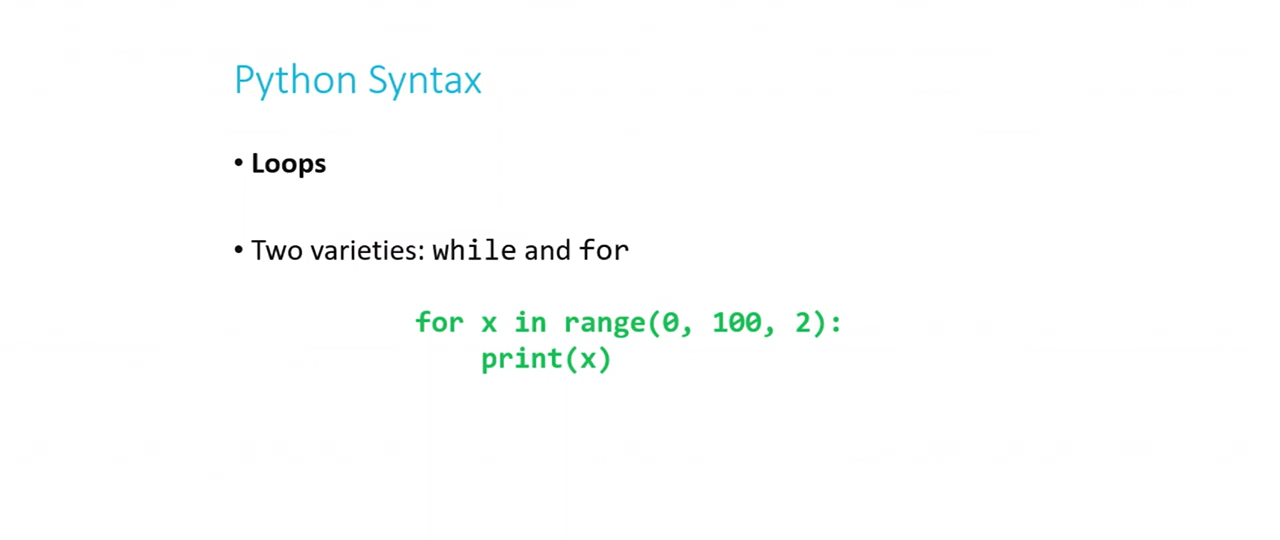 Python Syntax
• Loops
• Two varieties: while and for
for x in range(0, 100, 2):
    print(x)